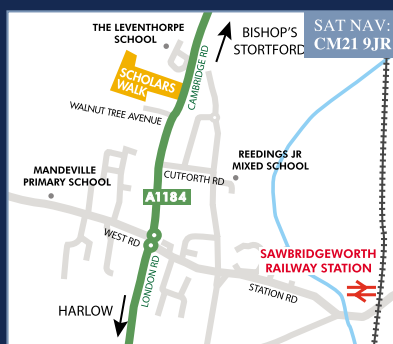 THE LEVENTHORPE
SCHOOL
BISHOP'S
STORTFORD
SAT NAV:
CM21 9JR
SCHOLARS
WALK
CAMBRIDGE RD
WALNUT TREE AVENUE
REEDINGS JR
MIXED SCHOOL
MANDEVILLE
PRIMARY SCHOOL
CUTFORTH RD
A1184
WEST RD
SAWBRIDGEWORTH
RAILWAY STATION
LONDON RD
STATION RD
HARLOW